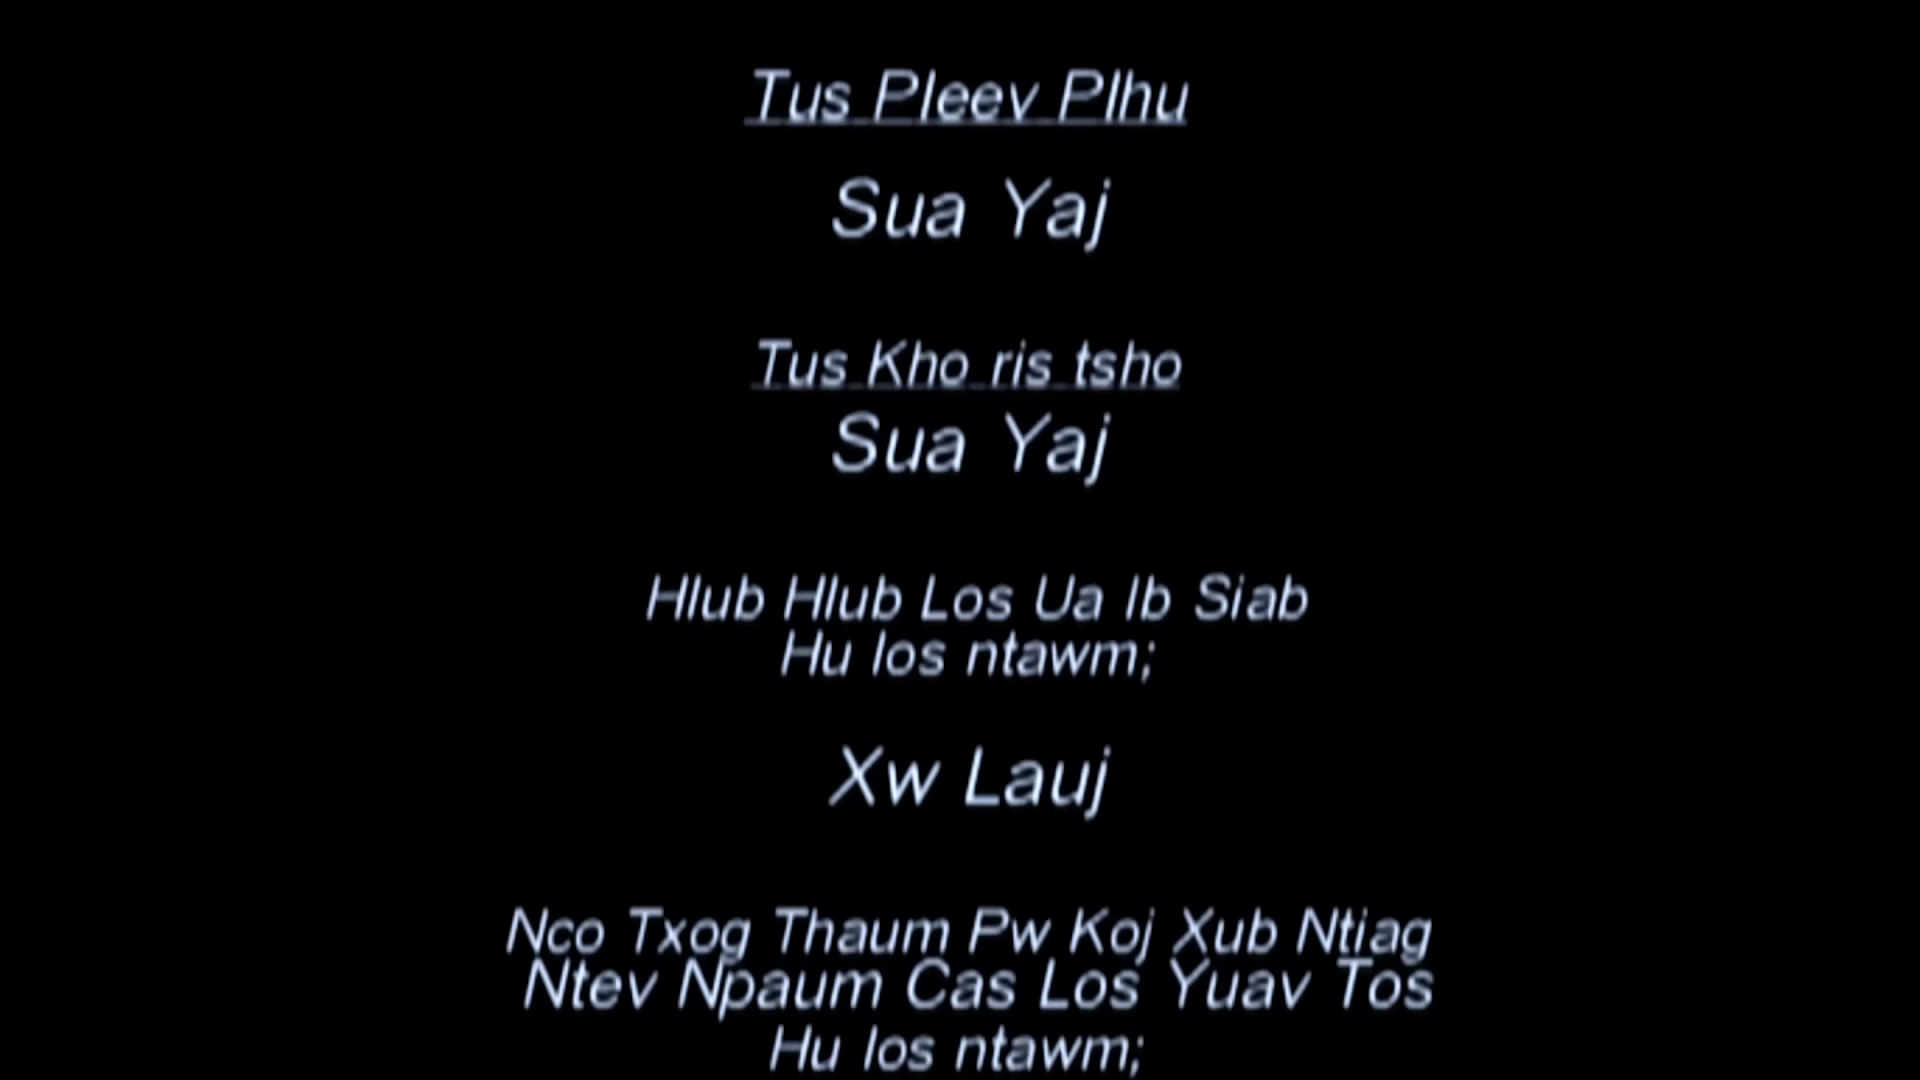 Tus Pleev Plhu
Sua Yaj
Tus Kho ris tsho
Sua Yaj
Hlub Hlub Los Ua Ib Siab
Hu los ntawm;
Xw Lauj
Nco Txog Thaum Pw Koj Xub Ntiag
Ntev Npaum Cas Los Yuav Tos
Hu los ntawm;